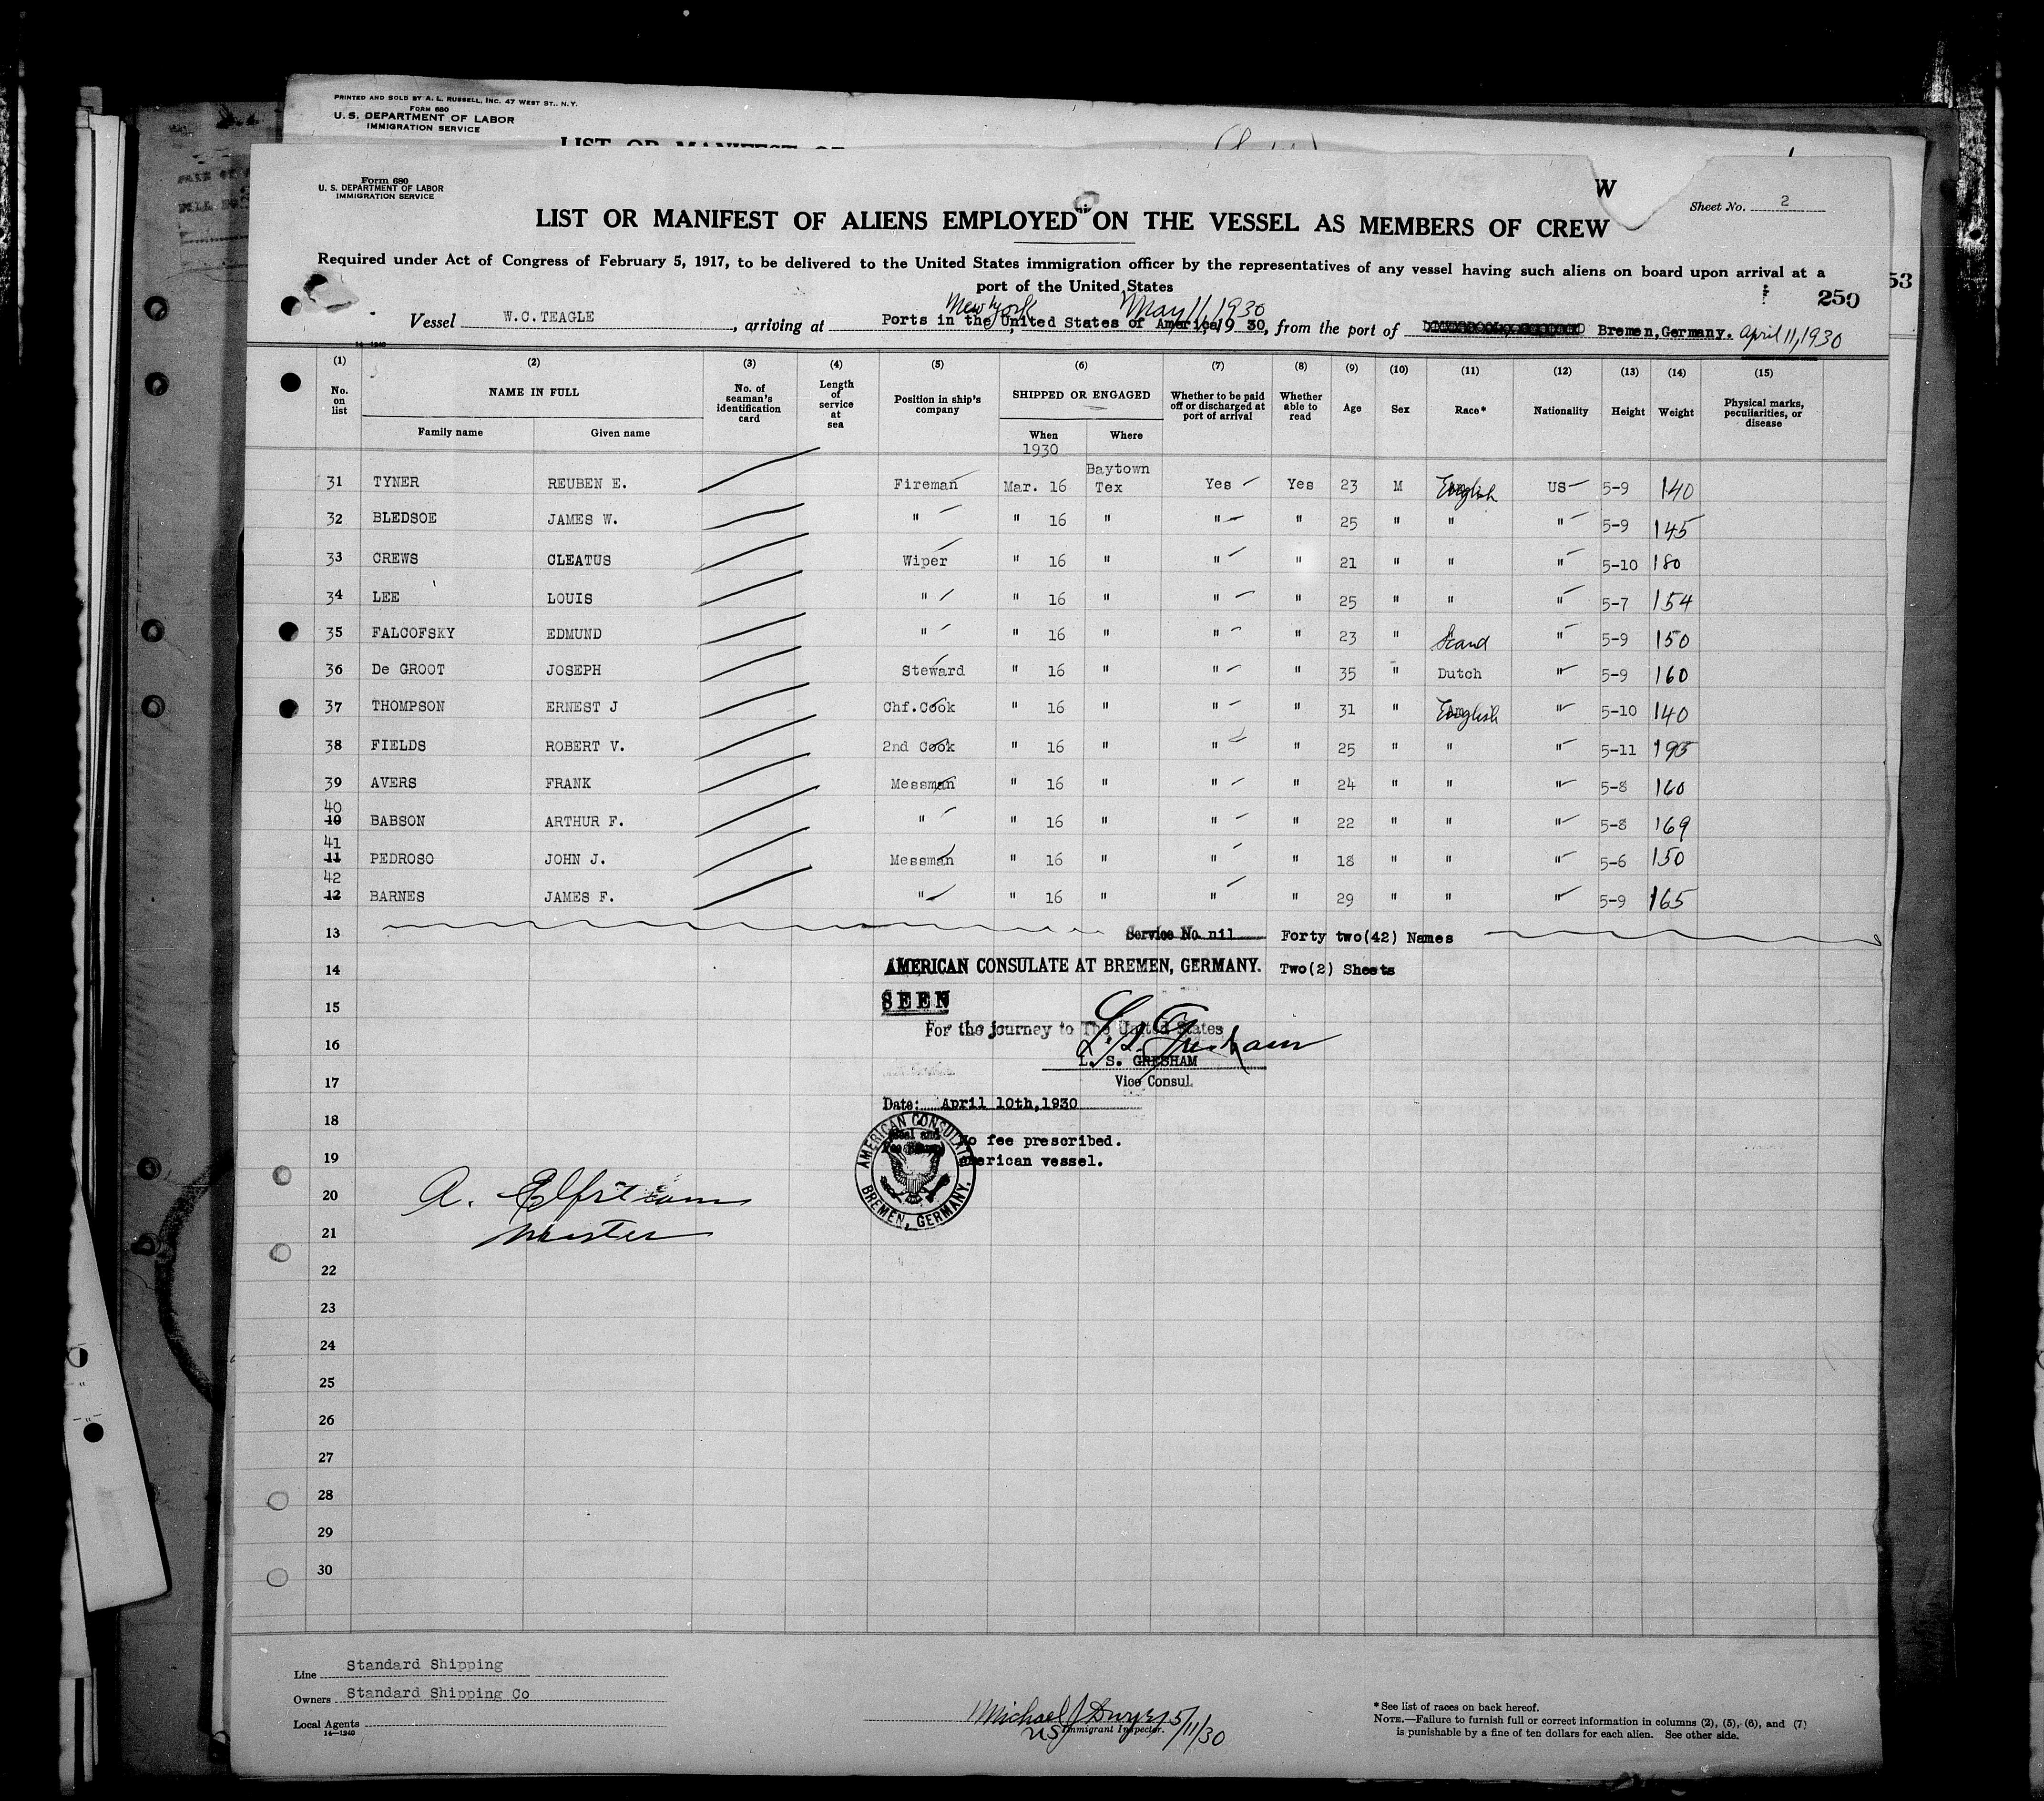 PRINTED AND SOLD BY A. L. RUSSELL, INC. 47 WEST ST., N.Y.
FORM 680
U. S. DEPARTMENT OF LABOR
IMMIGRATION SERVICE
LIST OR MANIFEST OF
Form 680
U. S. DEPARTMENT OF LABOR
IMMIGRATION SERVICE
W
Sheet No. 2
LIST OR MANIFEST OF ALIENS EMPLOYED ON THE VESSEL AS MEMBERS OF CREW
Required under Act of Congress of February 5, 1917, to be delivered to the United States immigration officer by the representatives of any vessel having such aliens on board upon arrival at a
port of the United States
53
250
New York May 11, 1930
Vessel W.C.TEAGLE, arriving at Ports in the United States of America, 19 30, from the port of Bremen,Germany. April 11, 1930
14—1240
(1) (2) (3) (4) (5) (6) (7) (8) (9) (10) (11) (12) (13) (14) (15)
No. on list NAME IN FULL No. of seaman's identification card Length of service at sea Position in ship's company SHIPPED OR ENGAGED Whether to be paid off or discharged at port of arrival Whether able to read Age Sex Race* Nationality Height Weight Physical marks, peculiarities, or disease
Family name Given name When Where
1930
31 TYNER REUBEN E. Fireman Mar. 16 Baytown Tex Yes Yes 23 M English US 5-9 140
32 BLEDSOE JAMES W. " " 16 " " " 25 " " " 5-9 145
33 CREWS CLEATUS Wiper " 16 " " " 21 " " " 5-10 180
34 LEE LOUIS " " 16 " " " 25 " " " 5-7 154
35 FALCOFSKY EDMUND " " 16 " " " 23 " Scand " 5-9 150
36 De GROOT JOSEPH Steward " 16 " " " 35 " Dutch " 5-9 160
37 THOMPSON ERNEST J Chf.Cook " 16 " " " 31 " English " 5-10 140
38 FIELDS ROBERT V. 2nd Cook " 16 " " " 25 " " " 5-11 195
39 AVERS FRANK Messman " 16 " " " 24 " " " 5-8 160
40 10 BABSON ARTHUR F. " " 16 " " " 22 " " " 5-8 169
41 11 PEDROSO JOHN J. Messman " 16 " " " 18 " " " 5-6 150
42 12 BARNES JAMES F. " " 16 " " " 29 " " " 5-9 165
13 Service No. nil Forty two(42) Names
14 AMERICAN CONSULATE AT BREMEN, GERMANY. Two(2) Sheets
15 SEEN
For the journey to The United States
16 L. S. Gresham
L. S. GRESHAM
17 Vice Consul.
Date: April 10th,1930
18
AMERICAN CONSULATE
BREMEN, GERMANY.
No fee prescribed.
19 American vessel.
20 A.
21 Master
22
23
24
25
26
27
28
29
30
Line Standard Shipping
Owners Standard Shipping Co
Local Agents
14—1240
Michael J Dwyer 5/11/30
US Immigrant Inspector.
* See list of races on back hereof.
NOTE.—Failure to furnish full or correct information in columns (2), (5), (6), and (7)
is punishable by a fine of ten dollars for each alien. See other side.